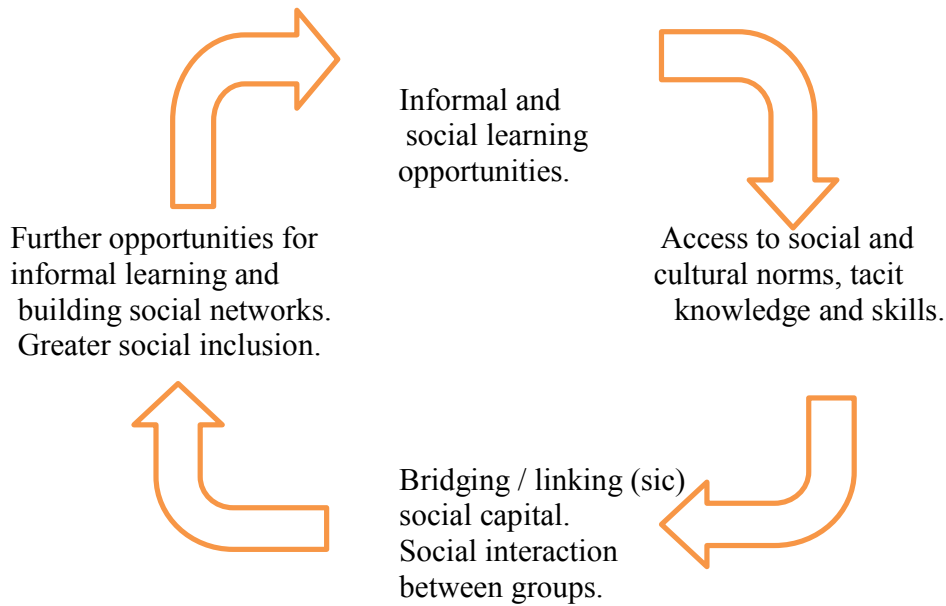 Informal and
social learning
opportunities.
Access to social and
cultural norms, tacit
knowledge and skills.
Bridging / linking (sic)
social capital.
Social interaction
between groups.
Further opportunities for
informal learning and
building social networks.
Greater social inclusion.